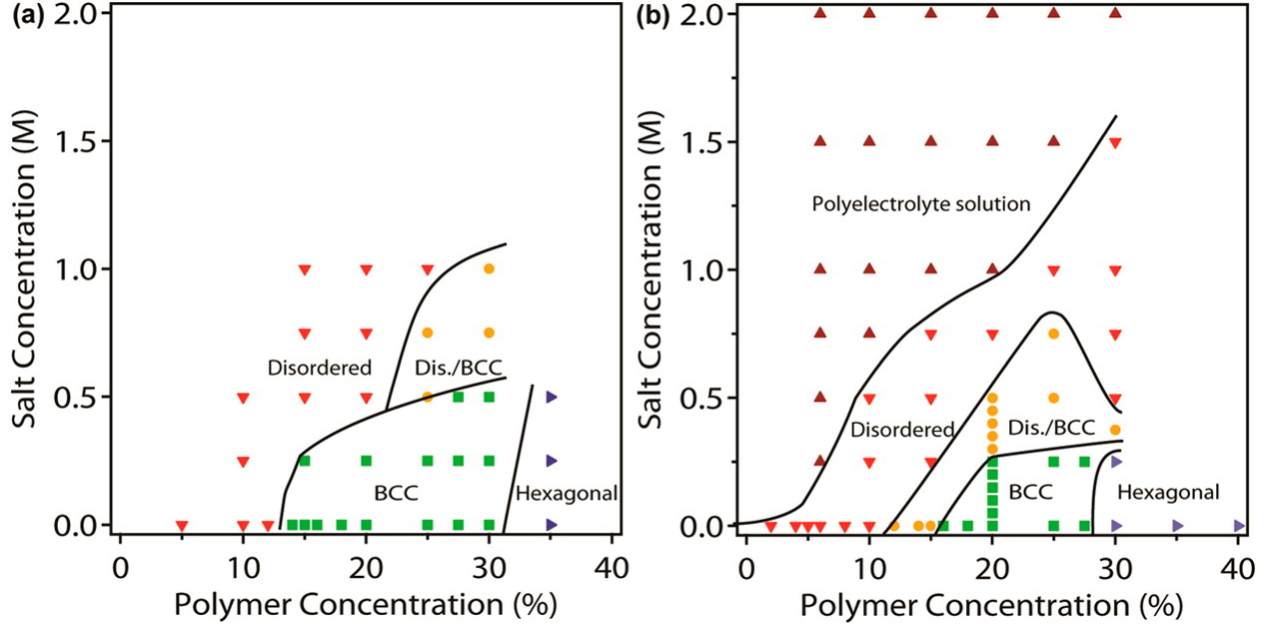 (a)
2.0
1.5
1.0
0.5
0.0
Salt Concentration (M)
Disordered
Dis./BCC
BCC
Hexagonal
0
10
20
30
40
Polymer Concentration (%)
(b)
2.0
1.5
1.0
0.5
0.0
Salt Concentration (M)
Polyelectrolyte solution
Disordered
Dis./BCC
BCC
Hexagonal
0
10
20
30
40
Polymer Concentration (%)